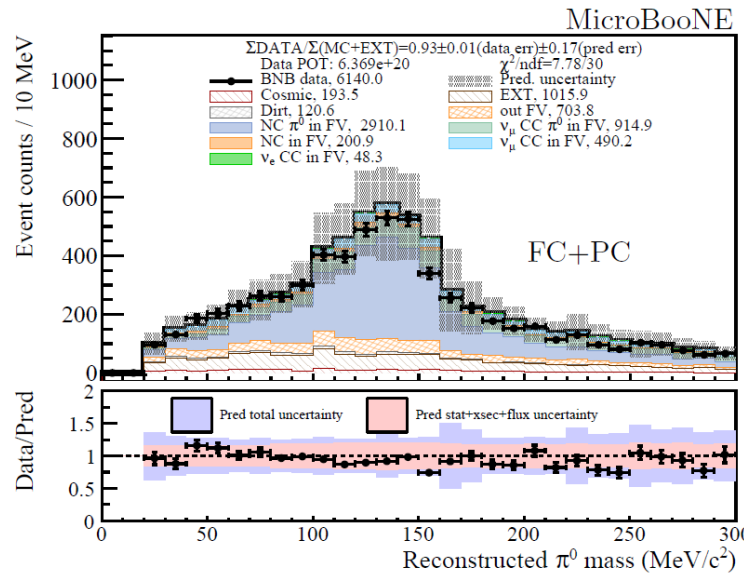 MicroBooNE
ΣDATA/Σ(MC+EXT)=0.93±0.01(data err)±0.17(pred err)
Data POT: 6.369e+20 χ²/ndf=7.78/30
BNB data, 6140.0 Pred. uncertainty
Cosmic, 193.5 EXT, 1015.9
Dirt, 120.6 out FV, 703.8
NC π⁰ in FV, 2910.1 νμ CC π⁰ in FV, 914.9
NC in FV, 200.9 νμ CC in FV, 490.2
νe CC in FV, 48.3
Event counts / 10 MeV
1000
800
600
400
200
0
FC+PC
Data/Pred
2
1.5
1
0.5
0
Pred total uncertainty Pred stat+xsec+flux uncertainty
0 50 100 150 200 250 300
Reconstructed π⁰ mass (MeV/c²)